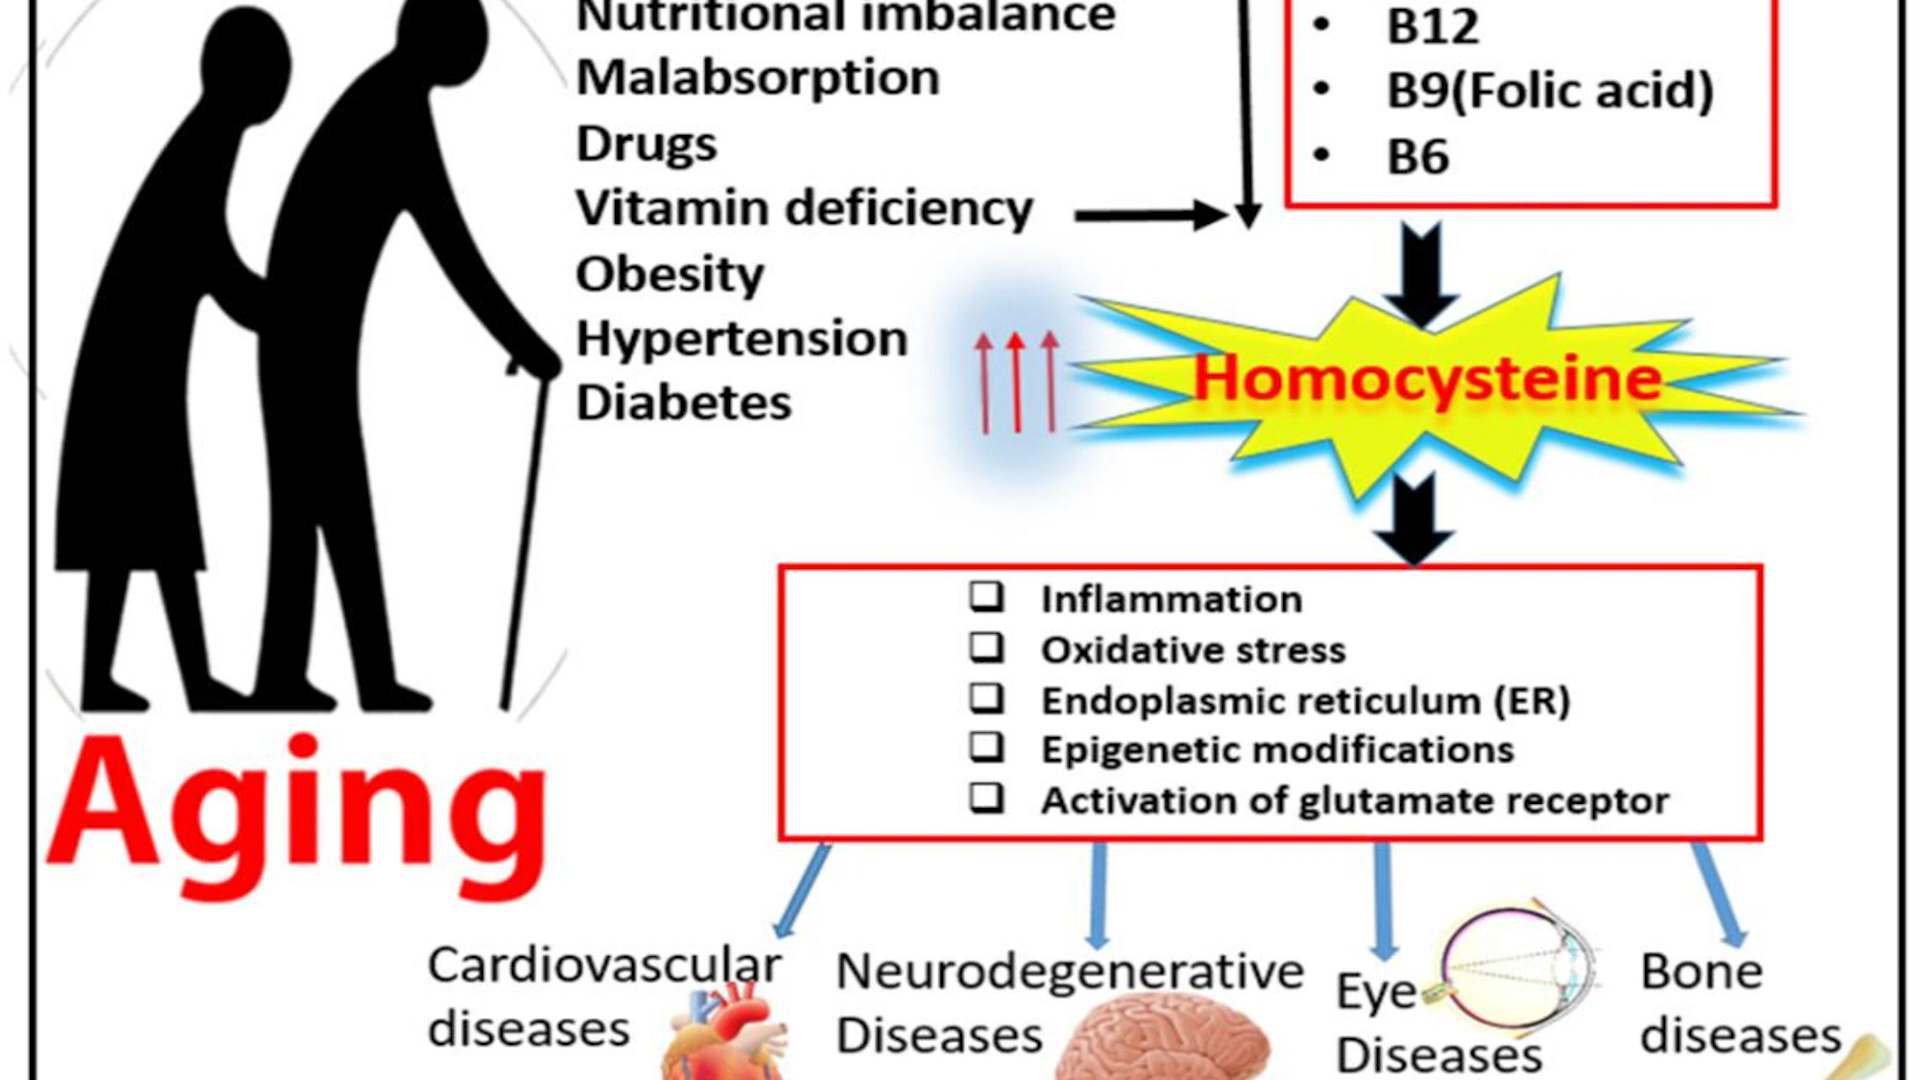 Nutritional imbalance
Malabsorption
Drugs
Vitamin deficiency
Obesity
Hypertension
Diabetes
• B12
• B9(Folic acid)
• B6
Homocysteine
❑ Inflammation
❑ Oxidative stress
❑ Endoplasmic reticulum (ER)
❑ Epigenetic modifications
❑ Activation of glutamate receptor
Aging
Cardiovascular
diseases
Neurodegenerative
Diseases
Eye
Diseases
Bone
diseases